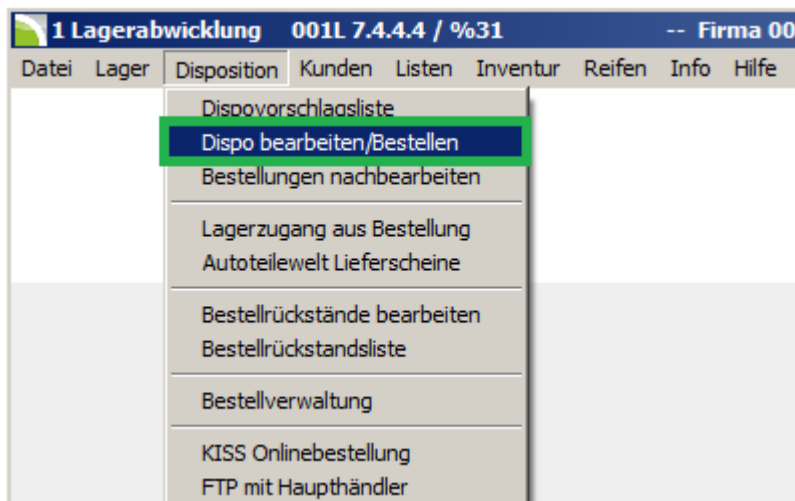 1 Lagerabwicklung 001L 7.4.4.4 / %31 -- Firma 00
Datei Lager Disposition Kunden Listen Inventur Reifen Info Hilfe
Dispovorschlagsliste
Dispo bearbeiten/Bestellen
Bestellungen nachbearbeiten
Lagerzugang aus Bestellung
Autoteilewelt Lieferscheine
Bestellrückstände bearbeiten
Bestellrückstandsliste
Bestellverwaltung
KISS Onlinebestellung
FTP mit Haupthändler